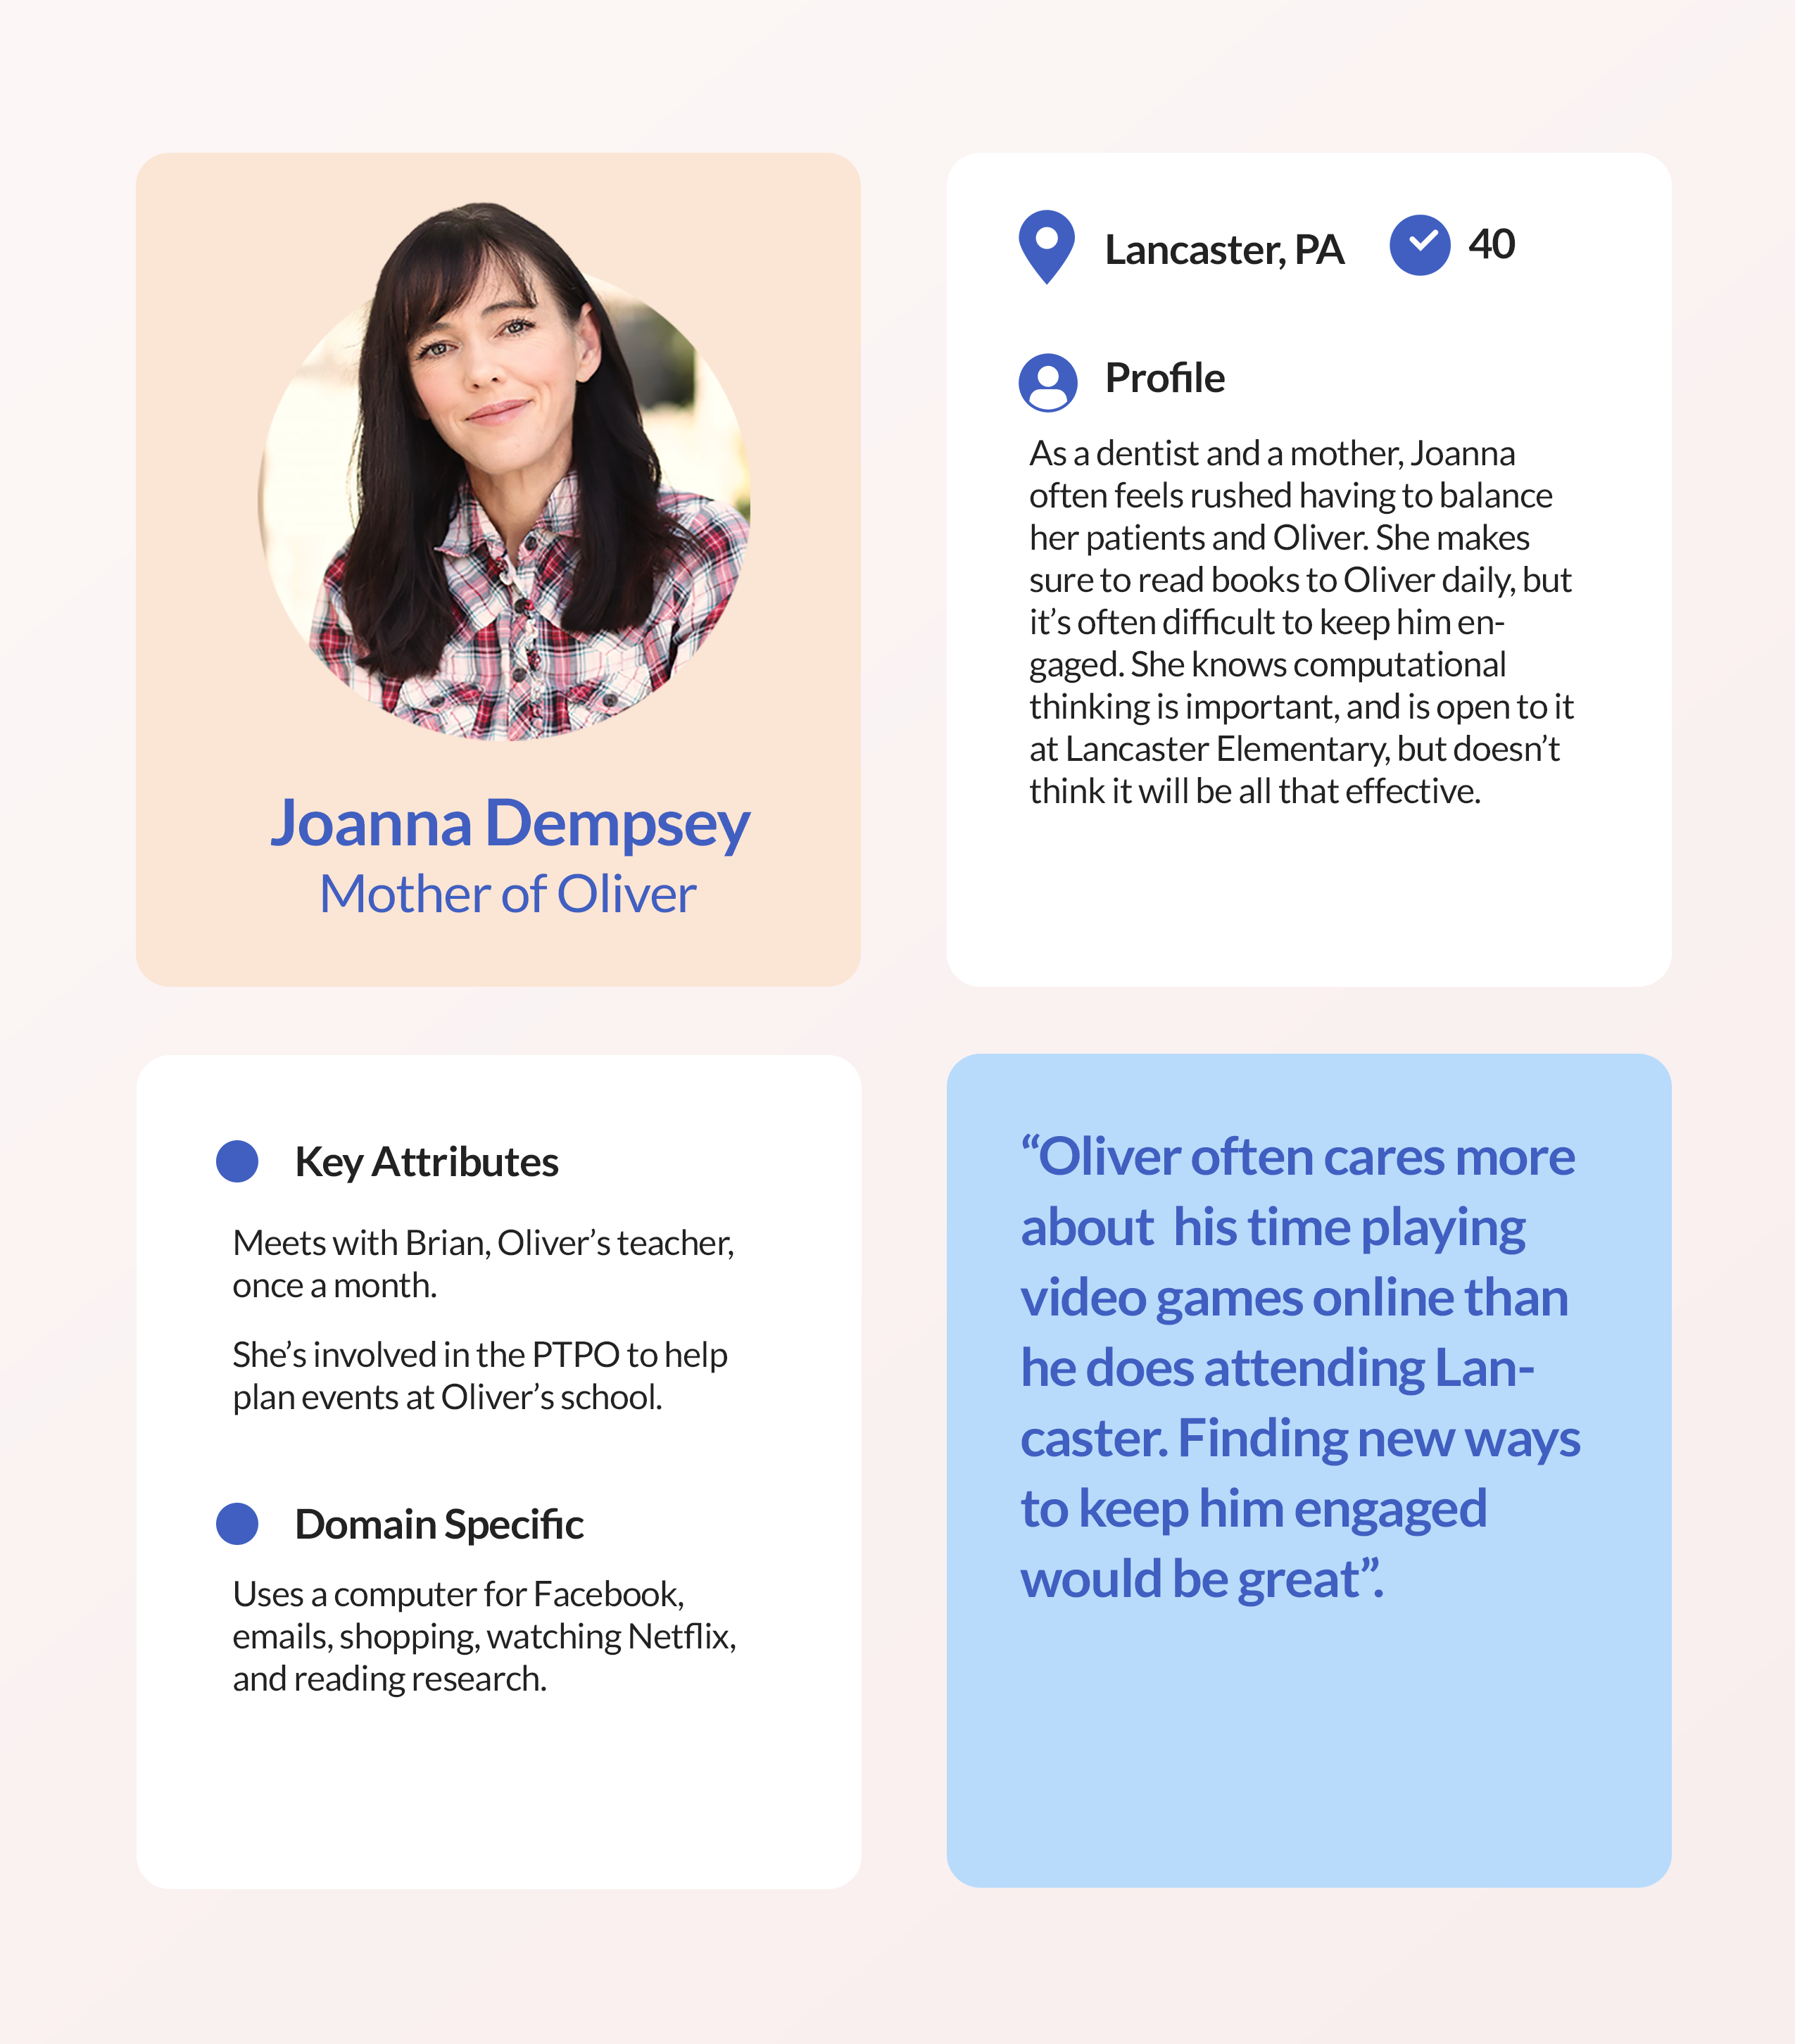 Joanna Dempsey
Mother of Oliver
Lancaster, PA
40
Profile
As a dentist and a mother, Joanna
often feels rushed having to balance
her patients and Oliver. She makes
sure to read books to Oliver daily, but
it’s often difficult to keep him en-
gaged. She knows computational
thinking is important, and is open to it
at Lancaster Elementary, but doesn’t
think it will be all that effective.
Key Attributes
Meets with Brian, Oliver’s teacher,
once a month.
She’s involved in the PTPO to help
plan events at Oliver’s school.
Domain Specific
Uses a computer for Facebook,
emails, shopping, watching Netflix,
and reading research.
“Oliver often cares more
about  his time playing
video games online than
he does attending Lan-
caster. Finding new ways
to keep him engaged
would be great”.